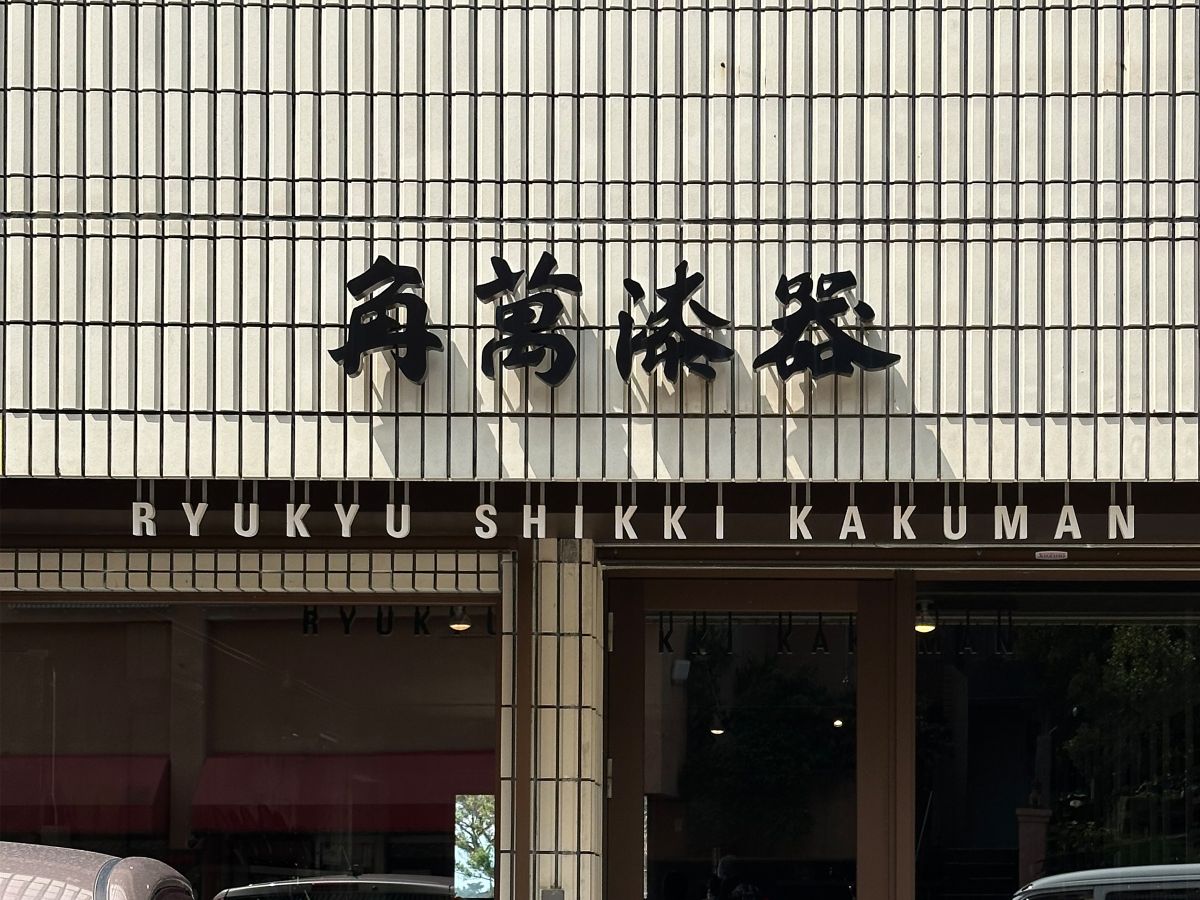 角萬漆器
RYUKYU SHIKKI KAKUMAN